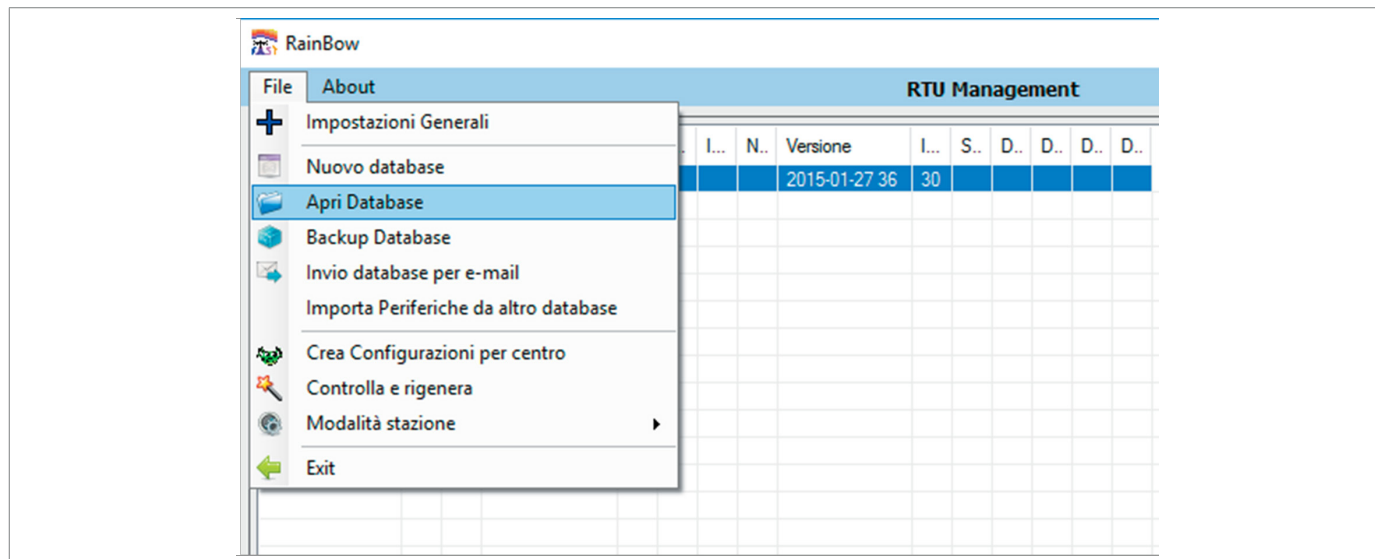 RainBow
File About RTU Management
Impostazioni Generali
. I... N.. Versione I... S.. D.. D.. D.. D..
Nuovo database
2015-01-27 36 30
Apri Database
Backup Database
Invio database per e-mail
Importa Periferiche da altro database
Crea Configurazioni per centro
Controlla e rigenera
Modalità stazione
Exit